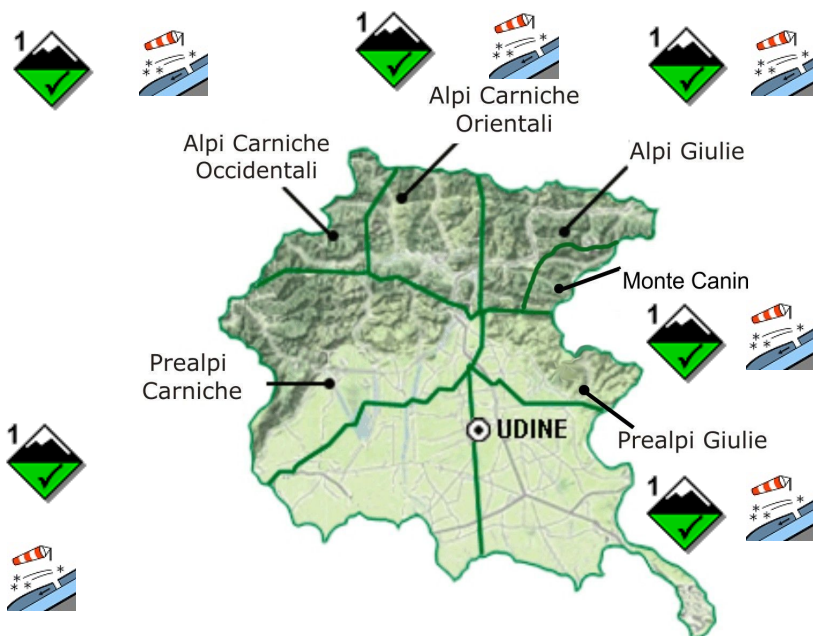 1
1
1
Alpi Carniche
Orientali
Alpi Carniche
Occidentali
Alpi Giulie
Monte Canin
1
Prealpi
Carniche
UDINE
Prealpi Giulie
1
1